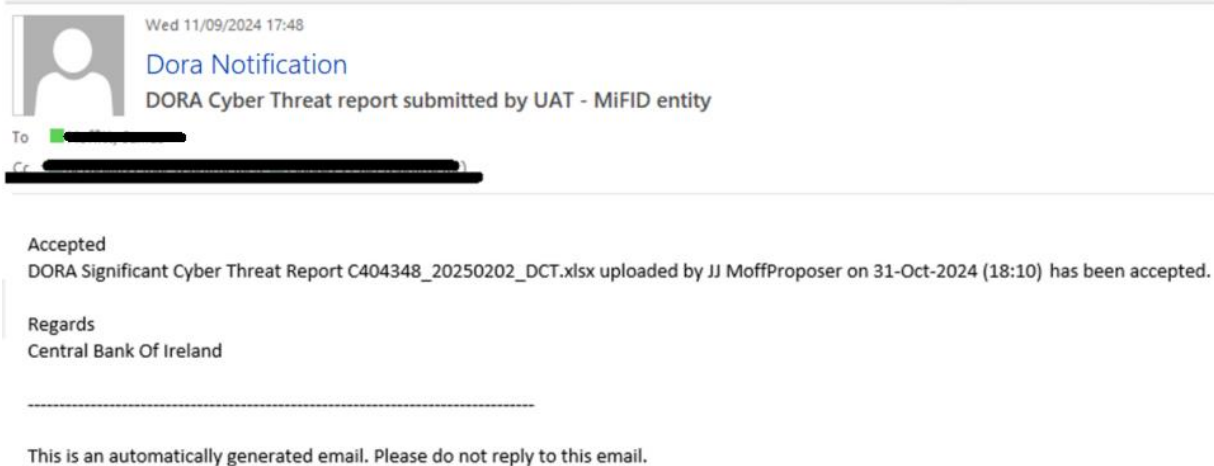 Wed 11/09/2024 17:48
Dora Notification
DORA Cyber Threat report submitted by UAT - MiFID entity
To
Cc
Accepted
DORA Significant Cyber Threat Report C404348_20250202_DCT.xlsx uploaded by JJ MoffProposer on 31-Oct-2024 (18:10) has been accepted.
Regards
Central Bank Of Ireland
--------------------------------------------------------------------------------
This is an automatically generated email. Please do not reply to this email.